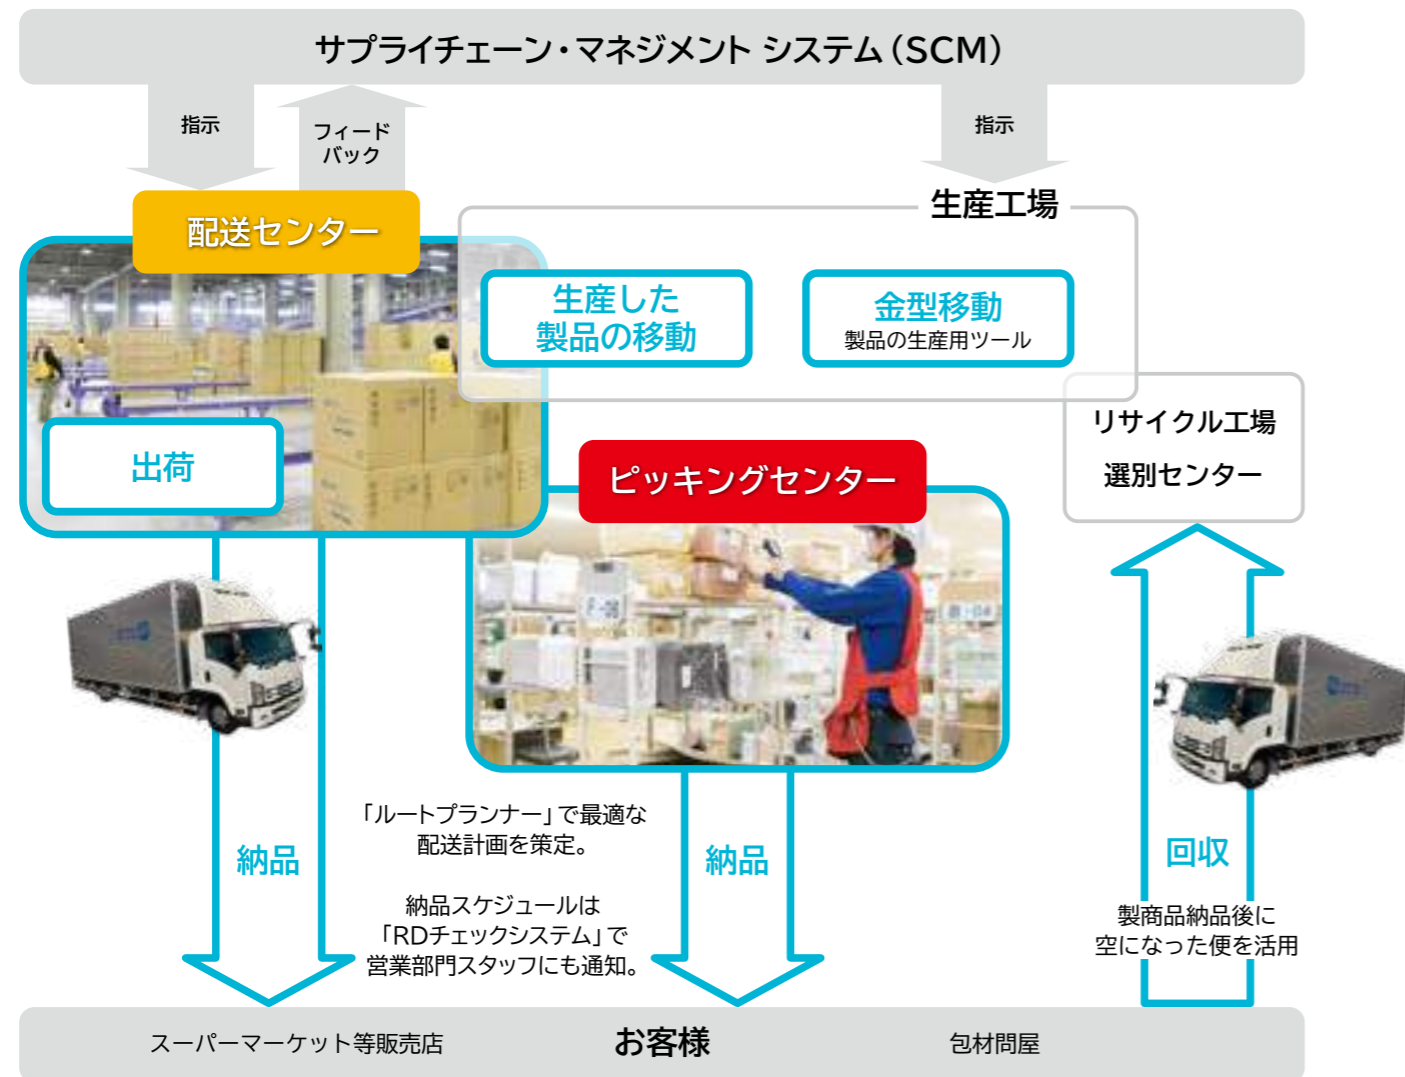 サプライチェーン・マネジメント システム（SCM）
指示
フィード
バック
指示
配送センター
生産工場
生産した
製品の移動
金型移動
製品の生産用ツール
出荷
リサイクル工場
選別センター
ピッキングセンター
F-06
「ルートプランナー」で最適な
配送計画を策定。
納品
納品
回収
納品スケジュールは
「RDチェックシステム」で
営業部門スタッフにも通知。
製商品納品後に
空になった便を活用
スーパーマーケット等販売店
お客様
包材問屋